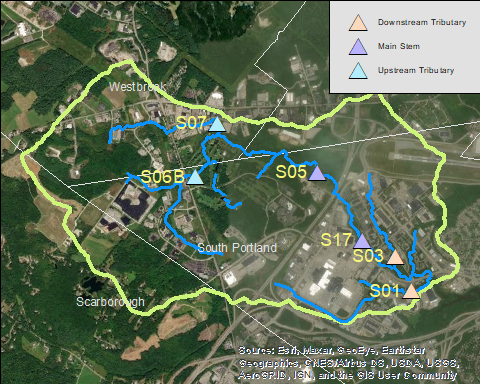 Downstream Tributary
Main Stem
Upstream Tributary
Westbrook
S07
S06B
S05
South Portland
S17
S03
S01
Scarborough
Source: Esri, Maxar, GeoEye, Earthstar
Geographics, CNES/Airbus DS, USDA, USGS,
AeroGRID, IGN, and the GIS User Community